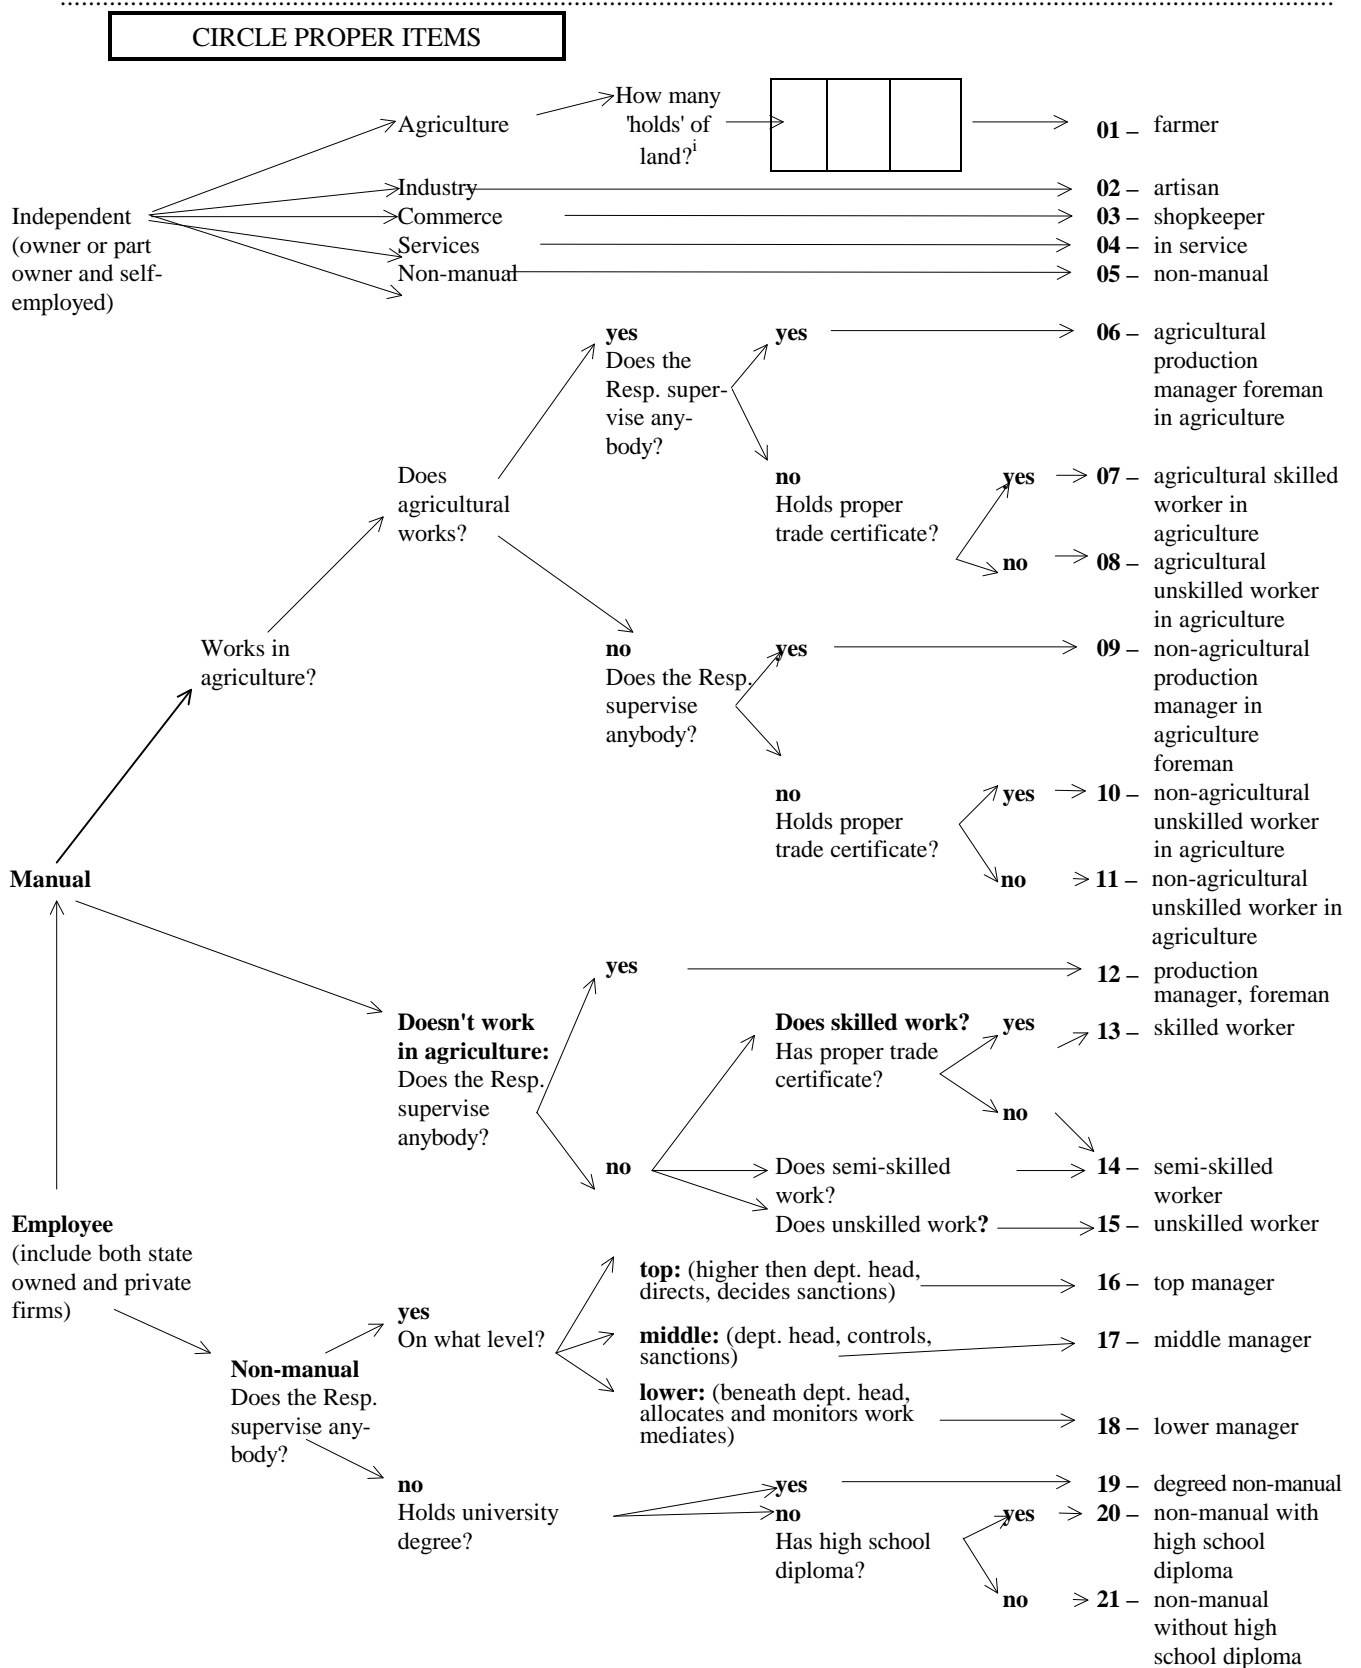 CIRCLE PROPER ITEMS
How many
'holds' of
land?i
Agriculture
01 – farmer
Industry
02 – artisan
Independent
(owner or part
owner and self-
employed)
Commerce
03 – shopkeeper
Services
04 – in service
Non-manual
05 – non-manual
yes
Does the
Resp. super-
vise any-
body?
yes
06 – agricultural
production
manager foreman
in agriculture
Does
agricultural
works?
no
Holds proper
trade certificate?
yes
07 – agricultural skilled
worker in
agriculture
no
08 – agricultural
unskilled worker
in agriculture
Works in
agriculture?
no
Does the Resp.
supervise
anybody?
yes
09 – non-agricultural
production
manager in
agriculture
foreman
no
Holds proper
trade certificate?
yes
10 – non-agricultural
unskilled worker
in agriculture
Manual
no
11 – non-agricultural
unskilled worker in
agriculture
yes
12 – production
manager, foreman
Doesn't work
in agriculture:
Does the Resp.
supervise
anybody?
Does skilled work?
Has proper trade
certificate?
yes
13 – skilled worker
no
no
Does semi-skilled
work?
14 – semi-skilled
worker
Does unskilled work?
15 – unskilled worker
Employee
(include both state
owned and private
firms)
top: (higher then dept. head,
directs, decides sanctions)
16 – top manager
yes
On what level?
middle: (dept. head, controls,
sanctions)
17 – middle manager
Non-manual
Does the Resp.
supervise any-
body?
lower: (beneath dept. head,
allocates and monitors work
mediates)
18 – lower manager
no
Holds university
degree?
yes
19 – degreed non-manual
no
Has high school
diploma?
yes
20 – non-manual with
high school
diploma
no
21 – non-manual
without high
school diploma